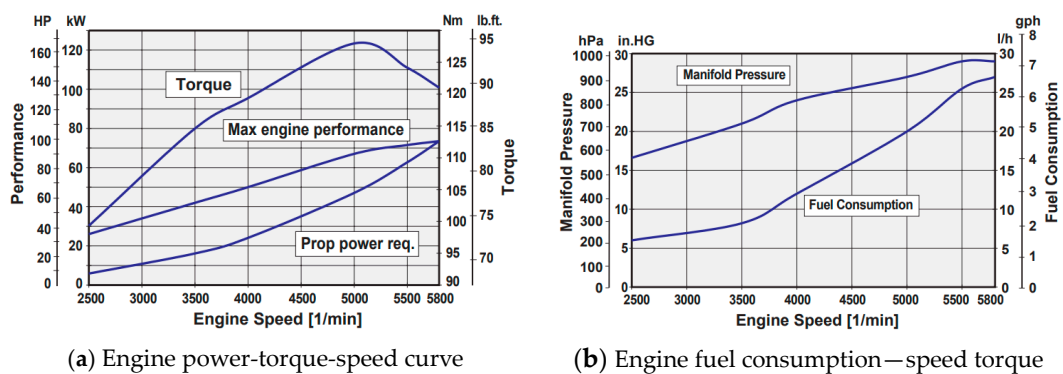 HP kW Nm lb.ft.
160 140 120 100 80 60 40 20 0
120 100 80 60 40 20 0
125 120 115 110 105 100 95 90
95 90 85 80 75 70
Performance
Torque
Torque
Max engine performance
Prop power req.
2500 3000 3500 4000 4500 5000 5500 5800
Engine Speed [1/min]
(a) Engine power-torque-speed curve
hPa in.HG l/h gph
1000 900 800 700 600 500 400 300 200 100 0
30 25 20 15 10 5 0
30 25 20 15 10 5 0
8 7 6 5 4 3 2 1 0
Manifold Pressure
Fuel Consumption
Manifold Pressure
Fuel Consumption
2500 3000 3500 4000 4500 5000 5500 5800
Engine Speed [1/min]
(b) Engine fuel consumption—speed torque